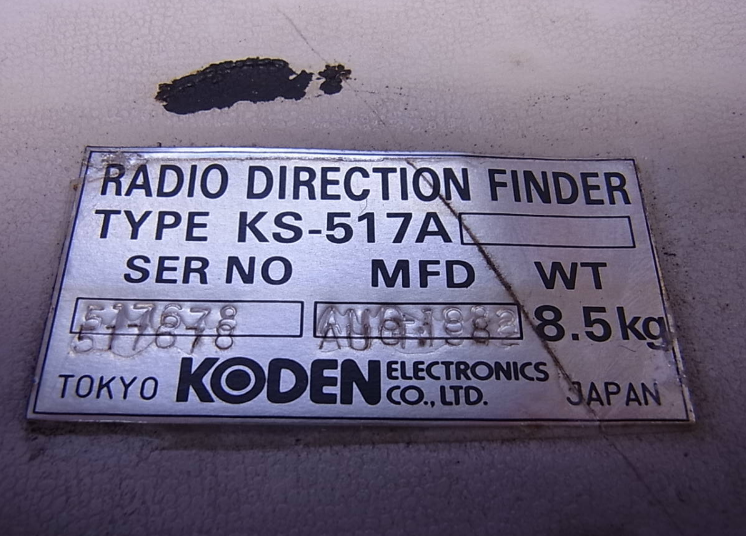 RADIO DIRECTION FINDER
TYPE KS-517A
SER NO MFD WT
517678 AUG.1982 8.5kg
TOKYO KODEN ELECTRONICS CO.,LTD. JAPAN